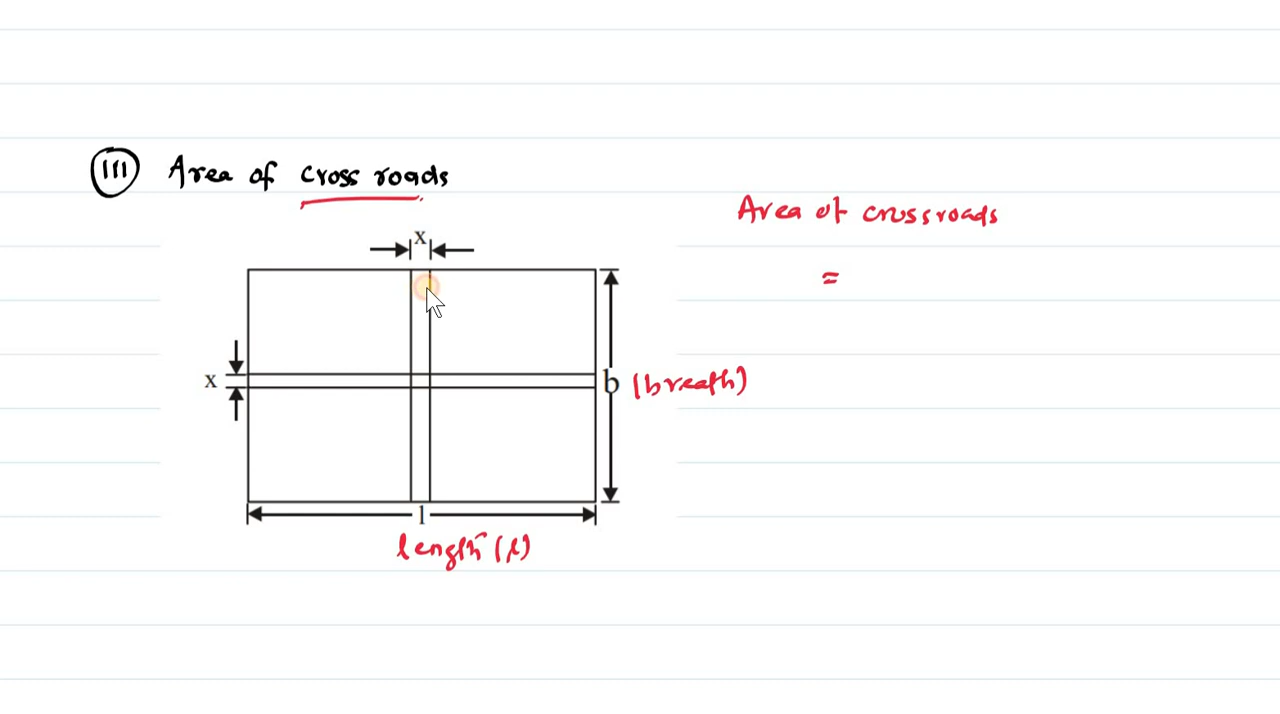 III Area of cross roads
Area of crossroads
=
x
x
b (breath)
l
length (l)